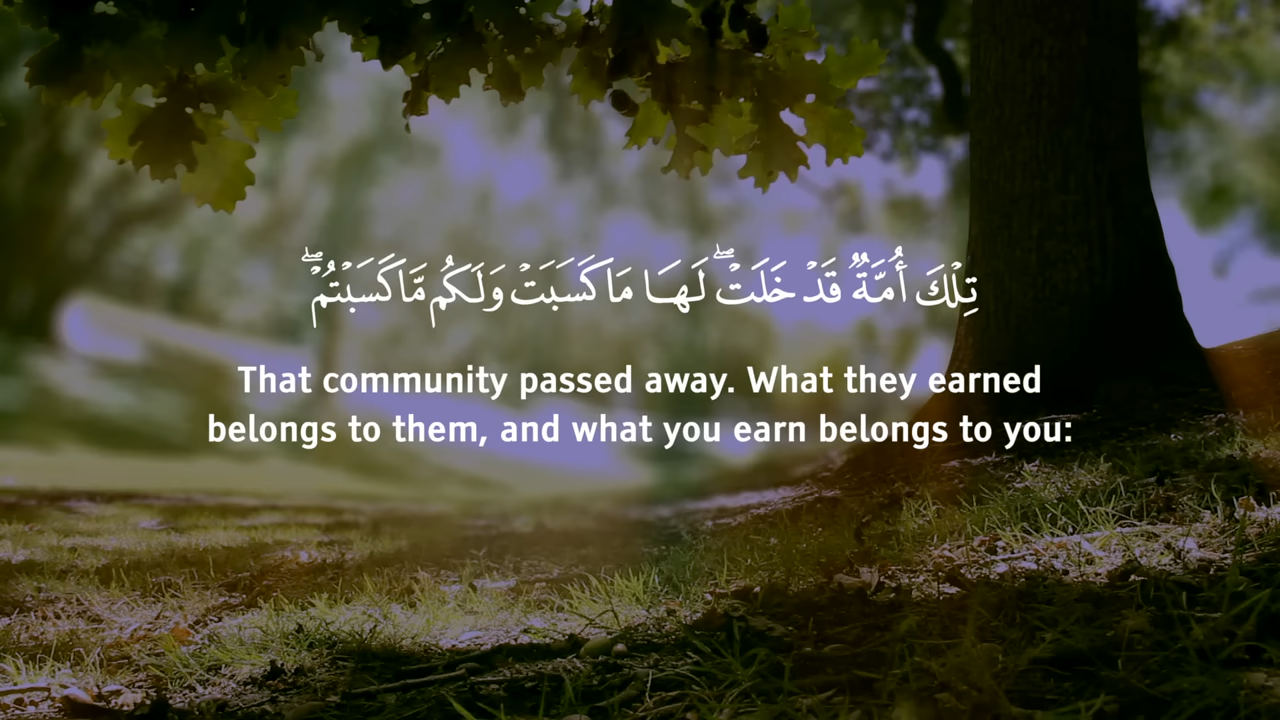 تِلْكَ أُمَّةٌ قَدْ خَلَتْ ۖ لَهَا مَا كَسَبَتْ وَلَكُم مَّا كَسَبْتُمْ ۖ
That community passed away. What they earned
belongs to them, and what you earn belongs to you: